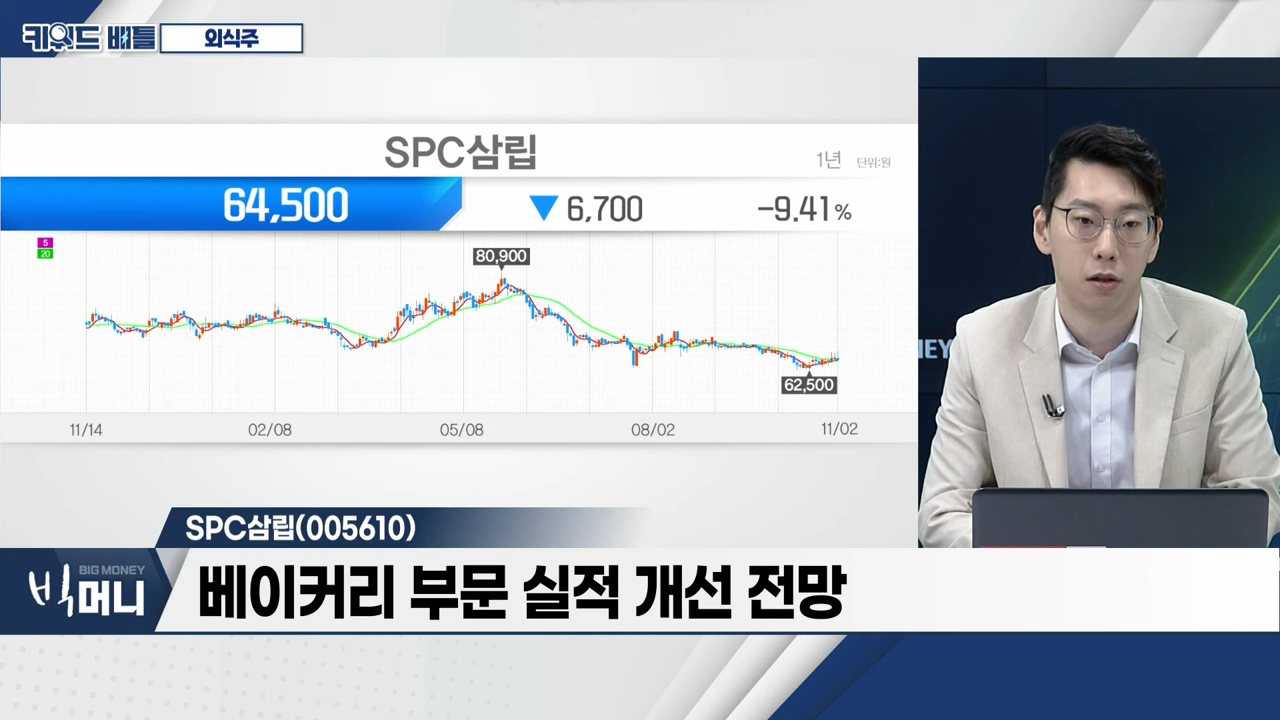 키워드 배틀 외식주
SPC삼립
1년 단위:원
64,500 ▼ 6,700 -9.41%
5
20
80,900
62,500
11/14 02/08 05/08 08/02 11/02
NEY
SPC삼립(005610)
빅머니 BIG MONEY
베이커리 부문 실적 개선 전망